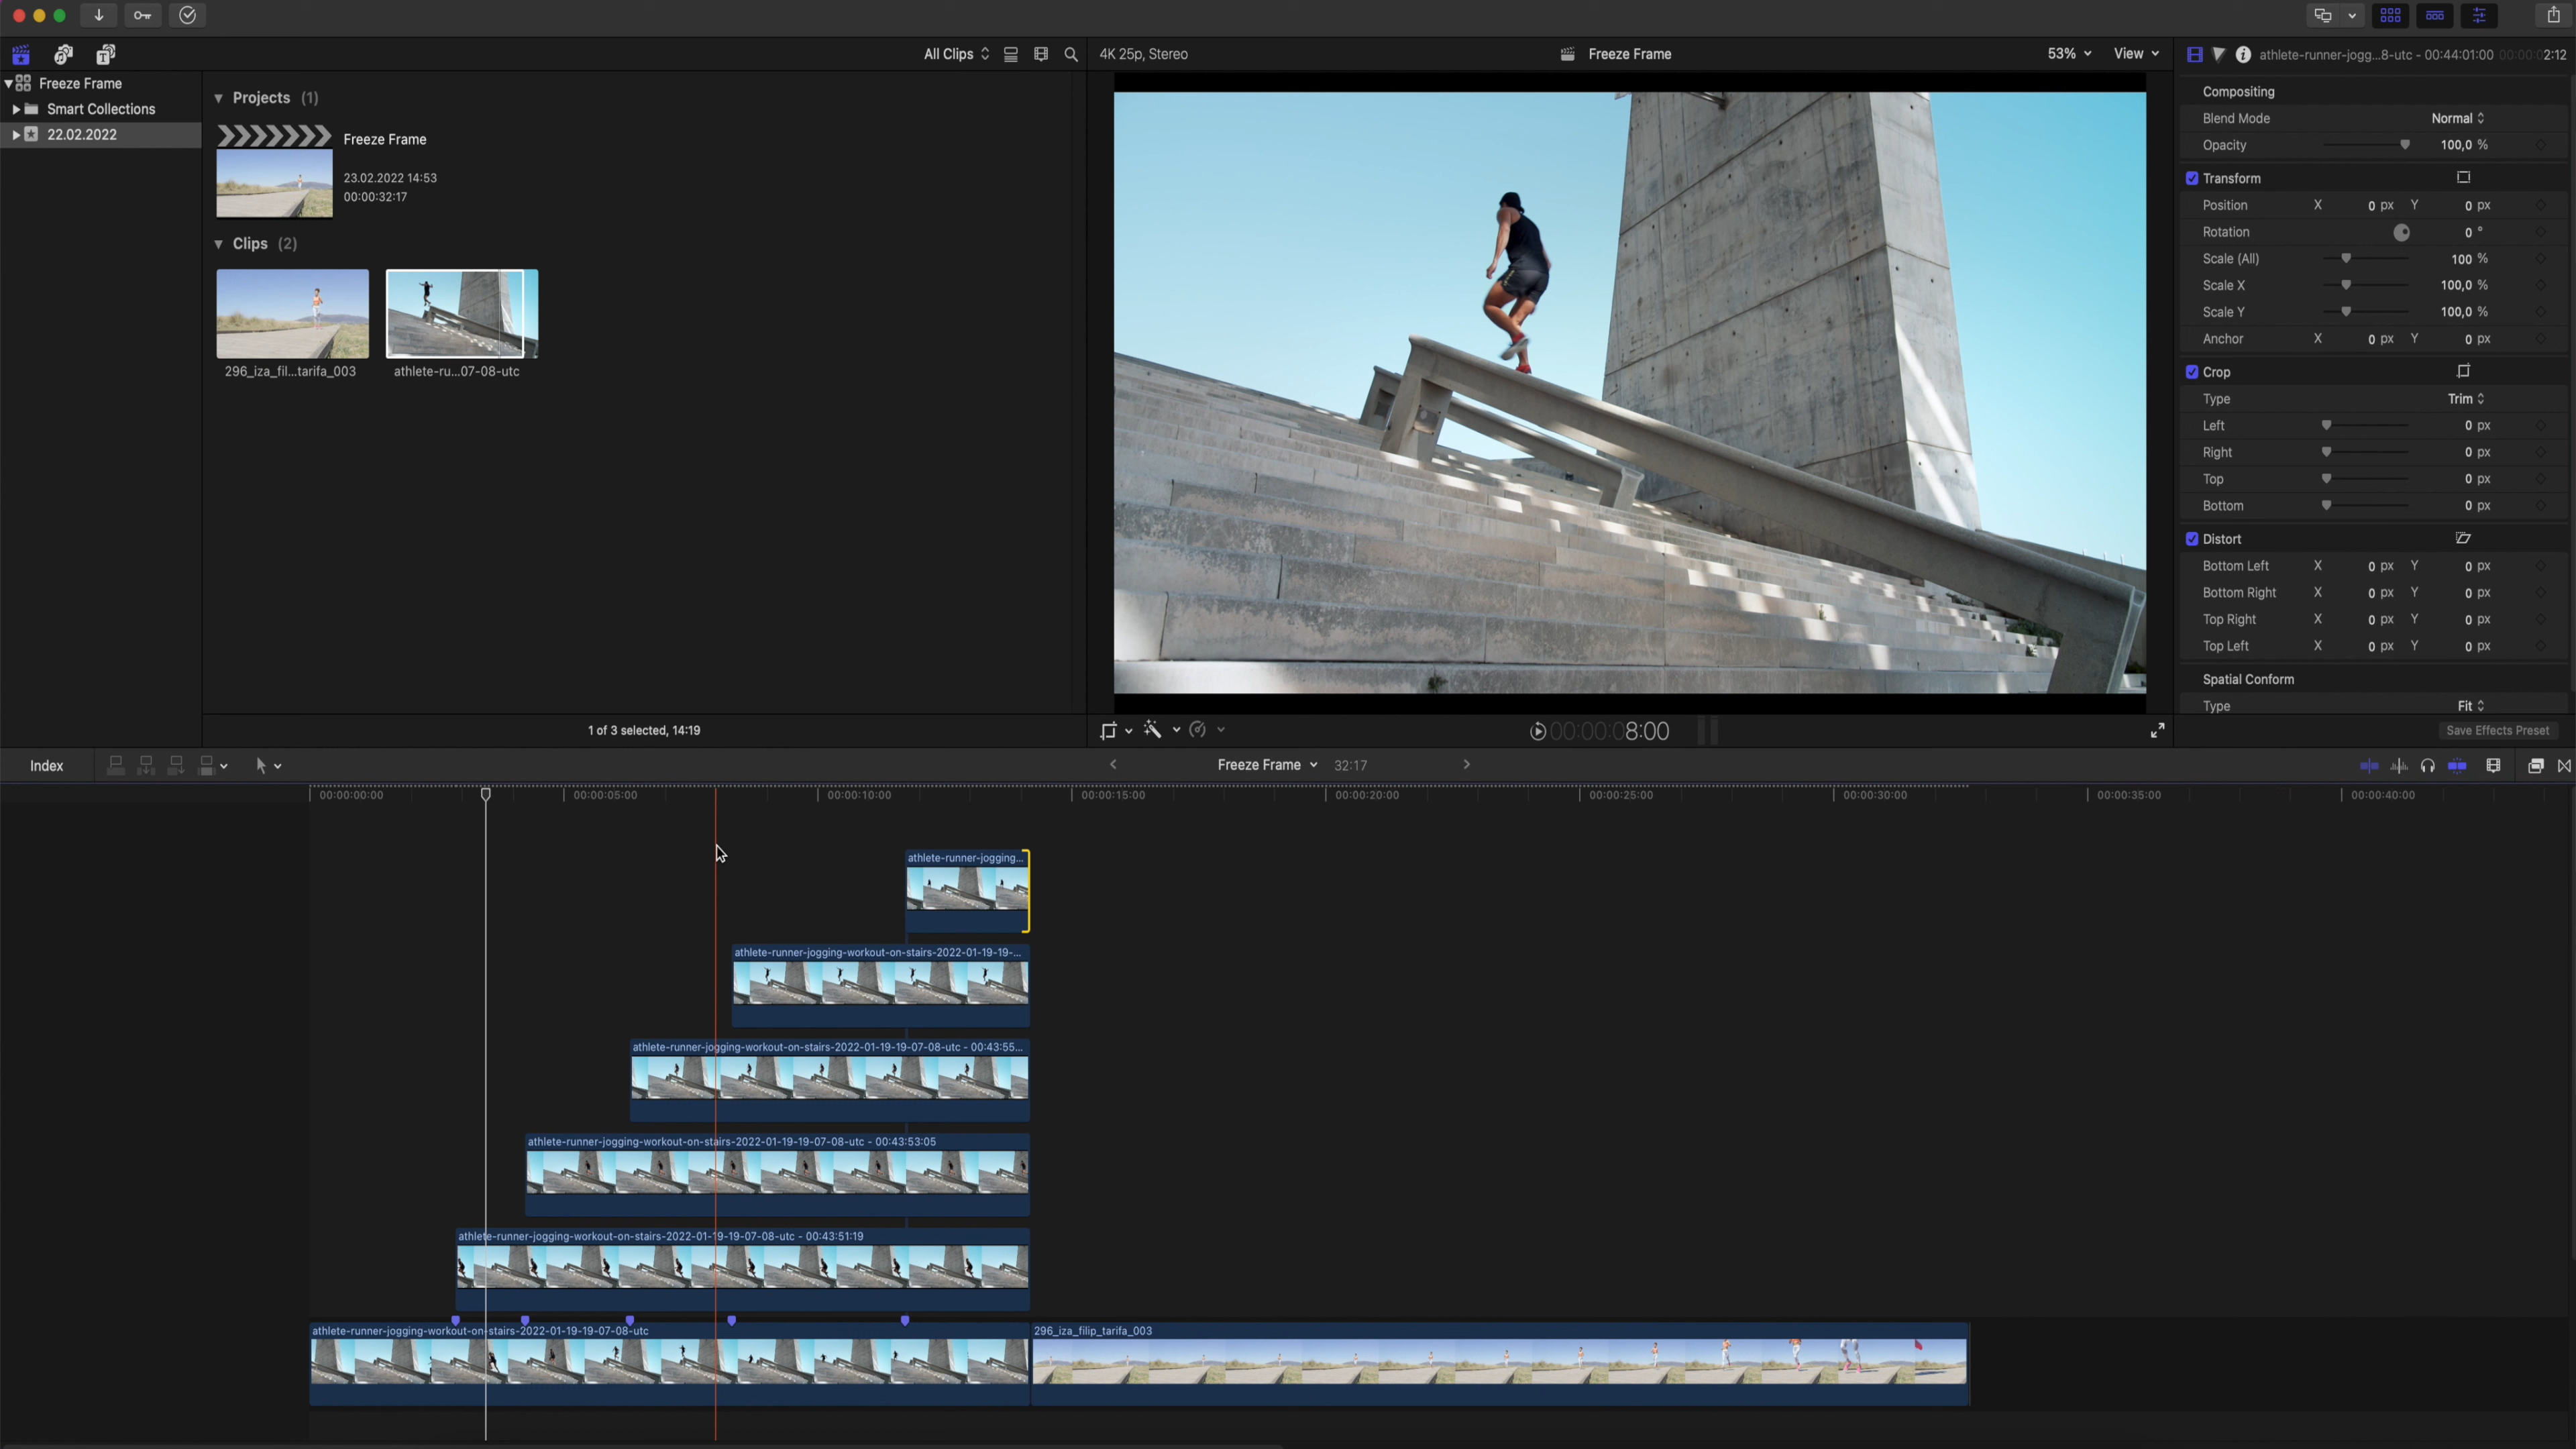 All Clips
4K 25p, Stereo
Freeze Frame
53%
View
athlete-runner-jogg...8-utc - 00:44:01:00
00:00:02:12
Freeze Frame
Smart Collections
22.02.2022
Projects (1)
Freeze Frame
23.02.2022 14:53
00:00:32:17
Clips (2)
296_iza_fil...tarifa_003
athlete-ru...07-08-utc
1 of 3 selected, 14:19
00:00:08:00
Compositing
Blend Mode Normal
Opacity 100,0 %
Transform
Position X 0 px Y 0 px
Rotation 0 °
Scale (All) 100 %
Scale X 100,0 %
Scale Y 100,0 %
Anchor X 0 px Y 0 px
Crop
Type Trim
Left 0 px
Right 0 px
Top 0 px
Bottom 0 px
Distort
Bottom Left X 0 px Y 0 px
Bottom Right X 0 px Y 0 px
Top Right X 0 px Y 0 px
Top Left X 0 px Y 0 px
Spatial Conform
Type Fit
Save Effects Preset
Index
Freeze Frame 32:17
00:00:00:00 00:00:05:00 00:00:10:00 00:00:15:00 00:00:20:00 00:00:25:00 00:00:30:00 00:00:35:00 00:00:40:00
athlete-runner-jogging...
athlete-runner-jogging-workout-on-stairs-2022-01-19-19-...
athlete-runner-jogging-workout-on-stairs-2022-01-19-19-07-08-utc - 00:43:55...
athlete-runner-jogging-workout-on-stairs-2022-01-19-19-07-08-utc - 00:43:53:05
athlete-runner-jogging-workout-on-stairs-2022-01-19-19-07-08-utc - 00:43:51:19
athlete-runner-jogging-workout-on-stairs-2022-01-19-19-07-08-utc
296_iza_filip_tarifa_003